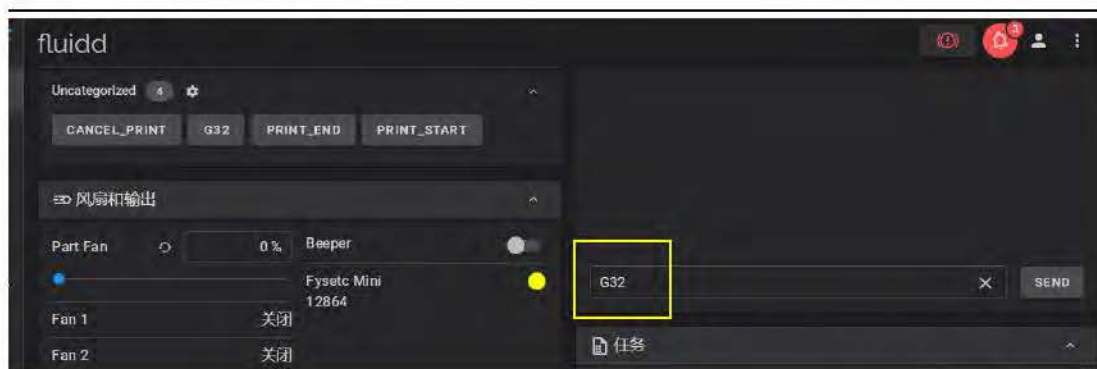 fluidd
3
Uncategorized 4
CANCEL_PRINT G32 PRINT_END PRINT_START
风扇和输出
Part Fan 0 % Beeper
Fysetc Mini
12864
Fan 1 关闭
Fan 2 关闭
G32 SEND
任务